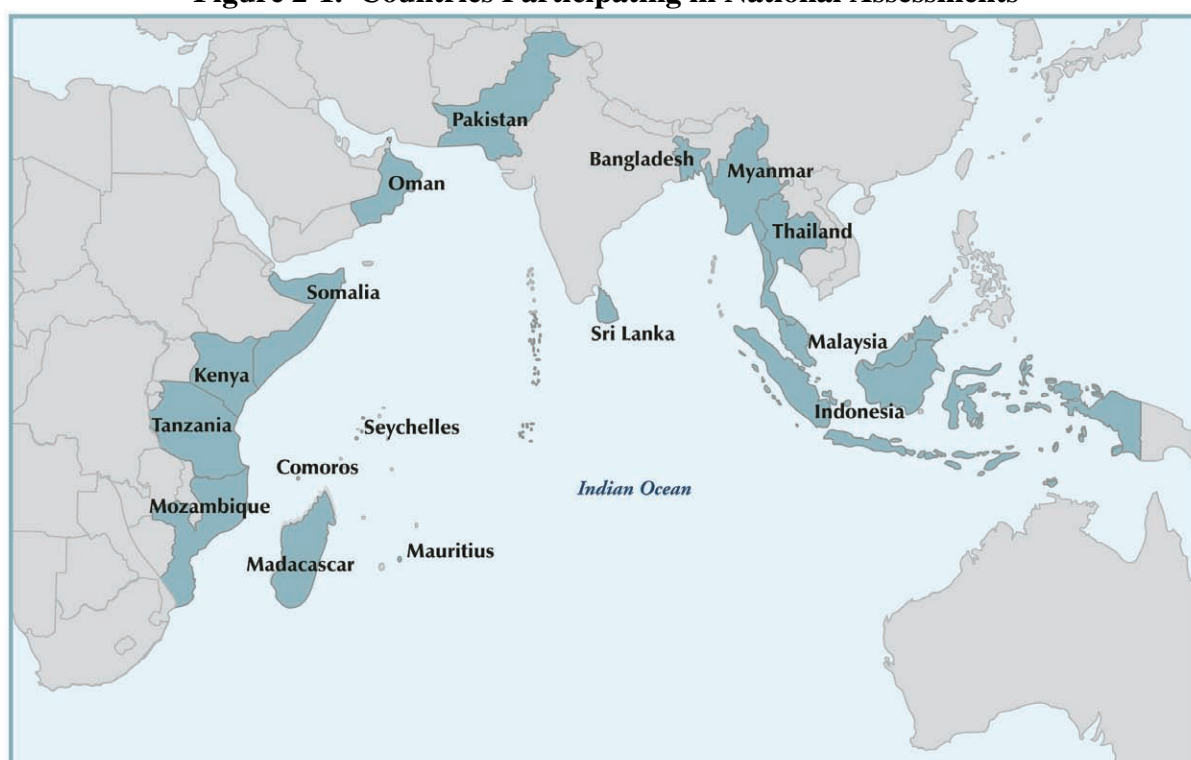 Figure 2-1. Countries Participating in National Assessments
Pakistan
Bangladesh
Myanmar
Oman
Thailand
Somalia
Sri Lanka
Malaysia
Kenya
Indonesia
Tanzania
Seychelles
Comoros
Indian Ocean
Mozambique
Mauritius
Madacascar